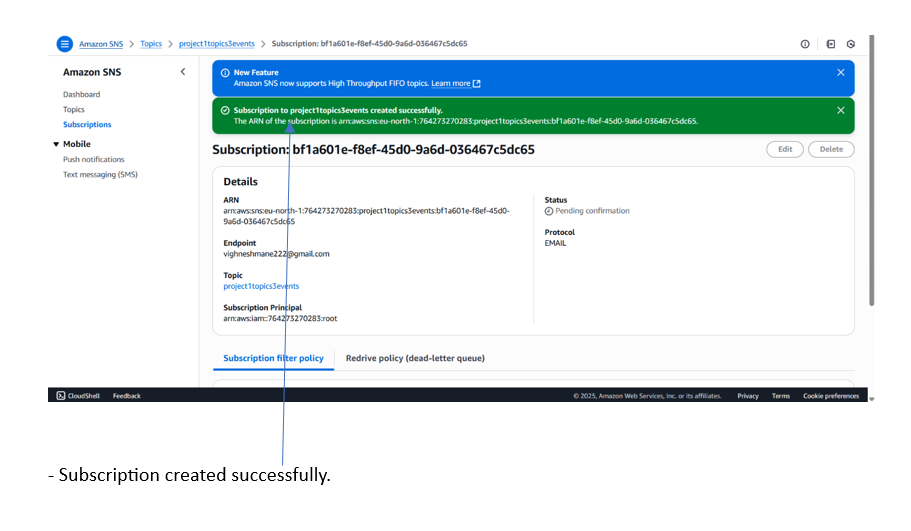 Amazon SNS > Topics > project1topics3events > Subscription: bf1a601e-f8ef-45d0-9a6d-036467c5dc65
Amazon SNS
Dashboard
Topics
Subscriptions
Mobile
Push notifications
Text messaging (SMS)
New Feature
Amazon SNS now supports High Throughput FIFO topics. Learn more
Subscription to project1topics3events created successfully.
The ARN of the subscription is arn:aws:sns:eu-north-1:764273270283:project1topics3events:bf1a601e-f8ef-45d0-9a6d-036467c5dc65.
Subscription: bf1a601e-f8ef-45d0-9a6d-036467c5dc65
Edit
Delete
Details
ARN
arn:aws:sns:eu-north-1:764273270283:project1topics3events:bf1a601e-f8ef-45d0-
9a6d-036467c5dc65
Endpoint
vighneshmane222@gmail.com
Topic
project1topics3events
Subscription Principal
arn:aws:iam::764273270283:root
Status
Pending confirmation
Protocol
EMAIL
Subscription filter policy
Redrive policy (dead-letter queue)
CloudShell Feedback
© 2025, Amazon Web Services, Inc. or its affiliates. Privacy Terms Cookie preferences
- Subscription created successfully.